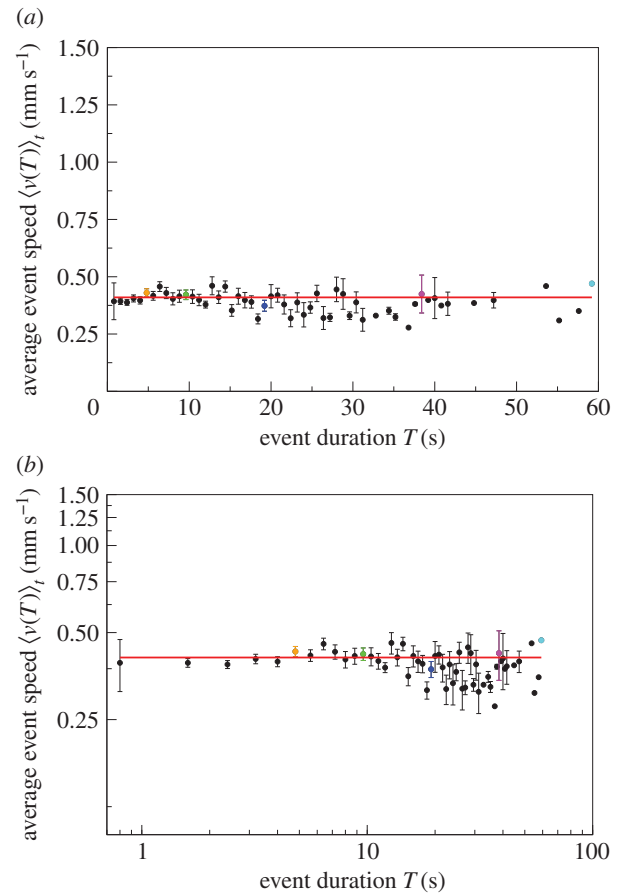 (a)
1.50
1.00
0.75
0.50
0.25
0 10 20 30 40 50 60
average event speed ⟨v(T)⟩t (mm s−1)
event duration T (s)
(b)
1.50
1.25
1.00
0.75
0.50
0.25
1 10 100
average event speed ⟨v(T)⟩t (mm s−1)
event duration T (s)